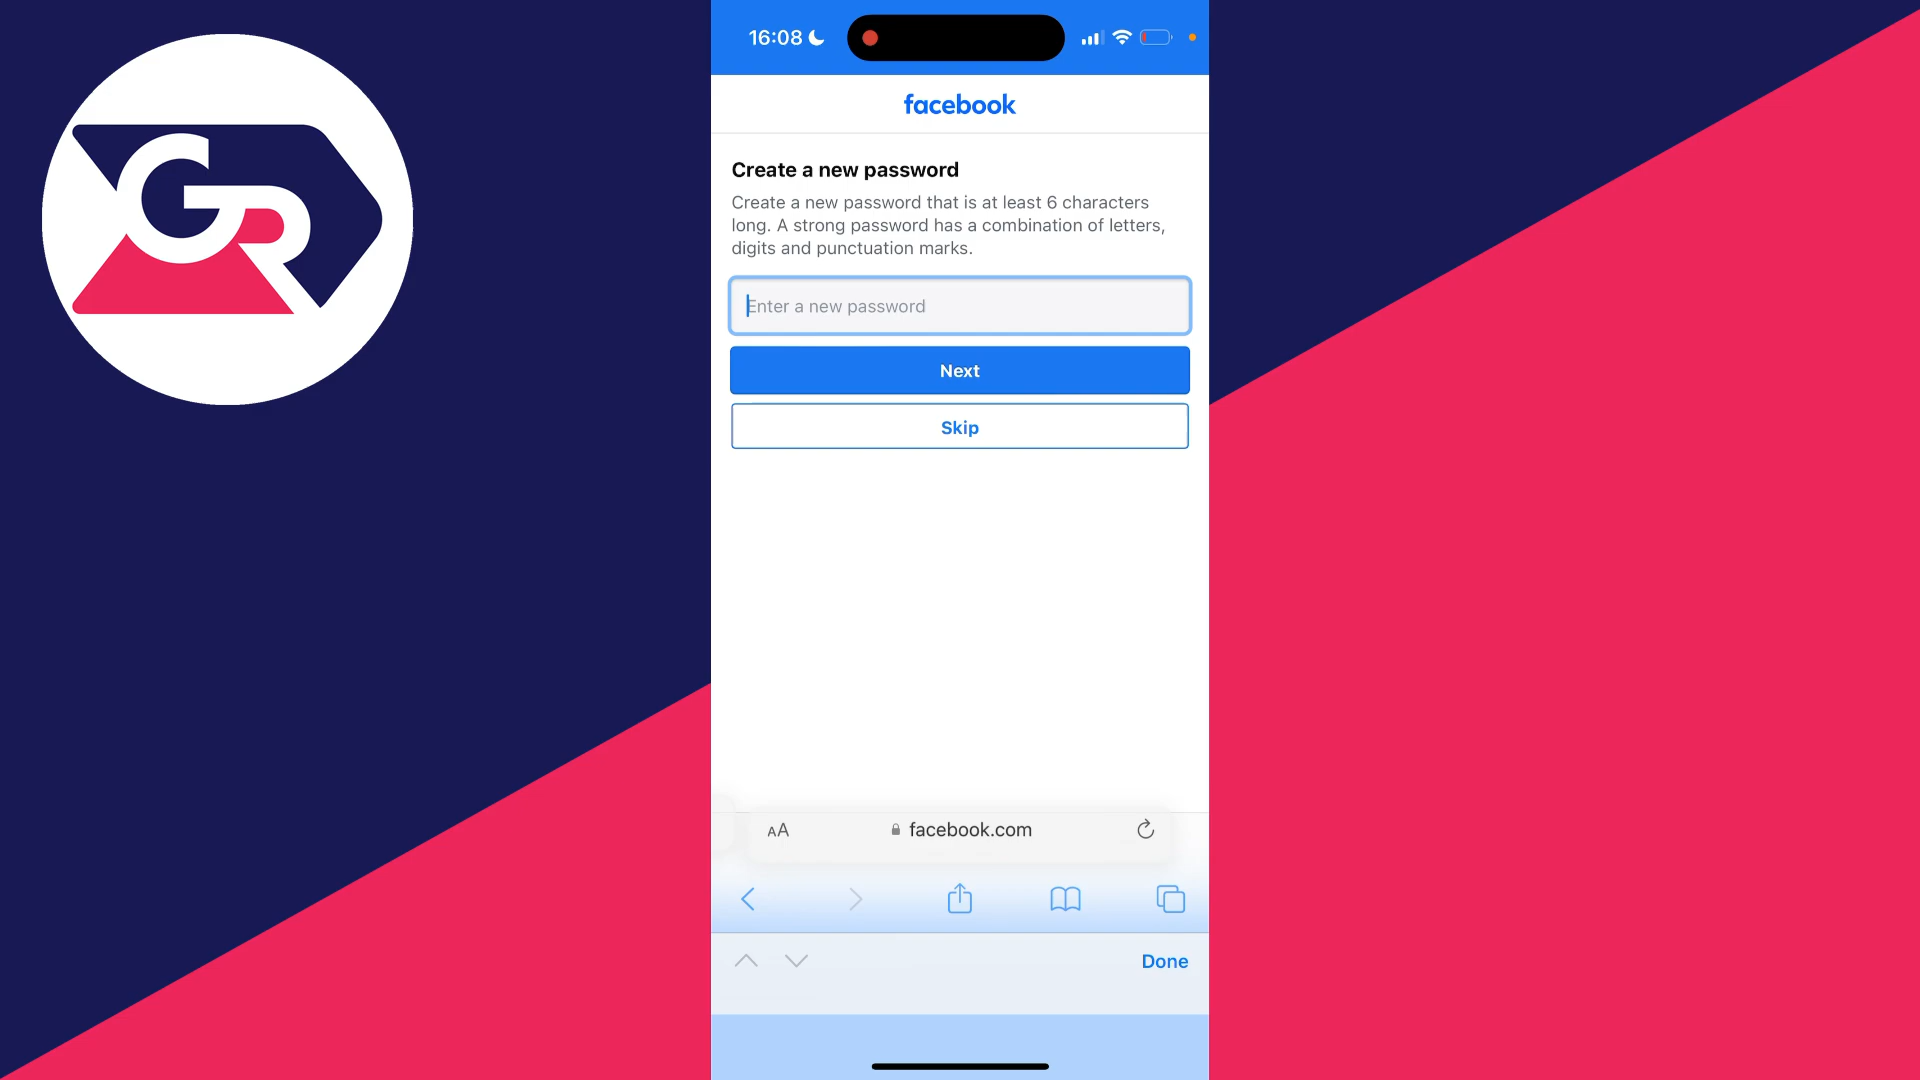 GR
16:08
facebook
Create a new password
Create a new password that is at least 6 characters
long. A strong password has a combination of letters,
digits and punctuation marks.
Enter a new password
Next
Skip
AA
facebook.com
Done